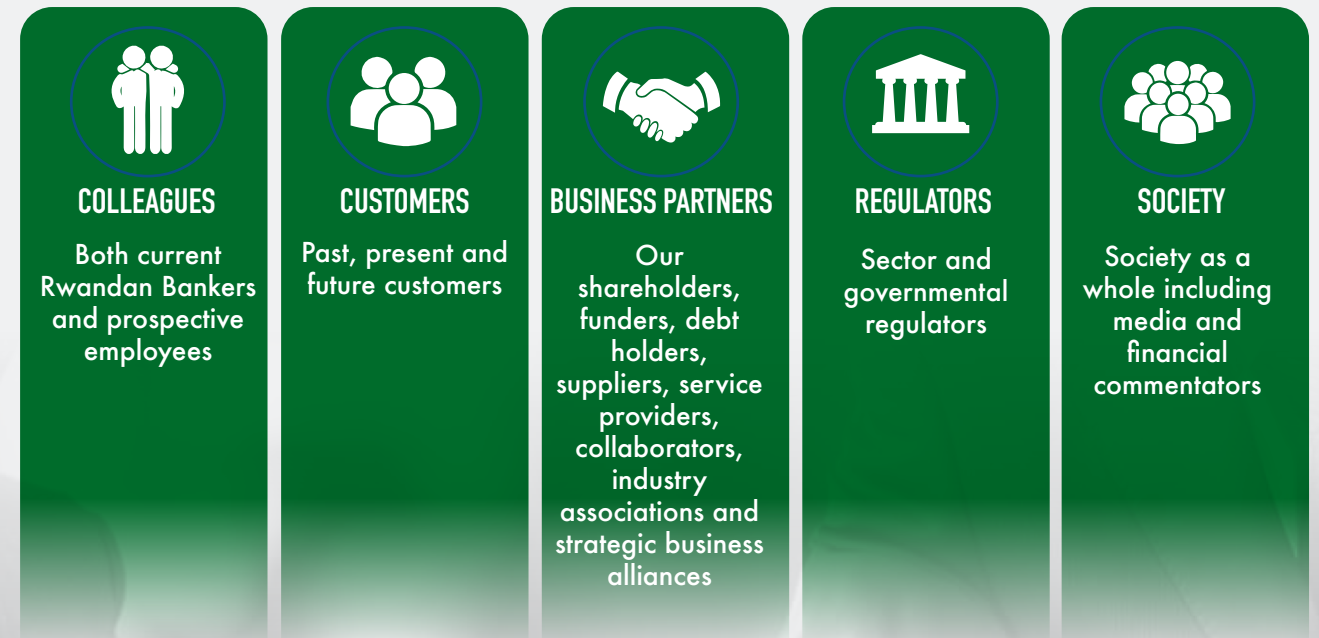 COLLEAGUES
Both current
Rwandan Bankers
and prospective
employees
CUSTOMERS
Past, present and
future customers
BUSINESS PARTNERS
Our
shareholders,
funders, debt
holders,
suppliers, service
providers,
collaborators,
industry
associations and
strategic business
alliances
REGULATORS
Sector and
governmental
regulators
SOCIETY
Society as a
whole including
media and
financial
commentators